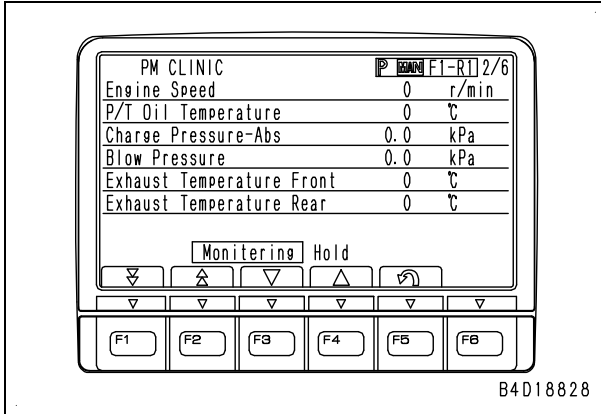 PM CLINIC P MAN F1-R1 2/6
Engine Speed 0 r/min
P/T Oil Temperature 0 ℃
Charge Pressure-Abs 0.0 kPa
Blow Pressure 0.0 kPa
Exhaust Temperature Front 0 ℃
Exhaust Temperature Rear 0 ℃
Monitering Hold
F1 F2 F3 F4 F5 F6
B4D18828